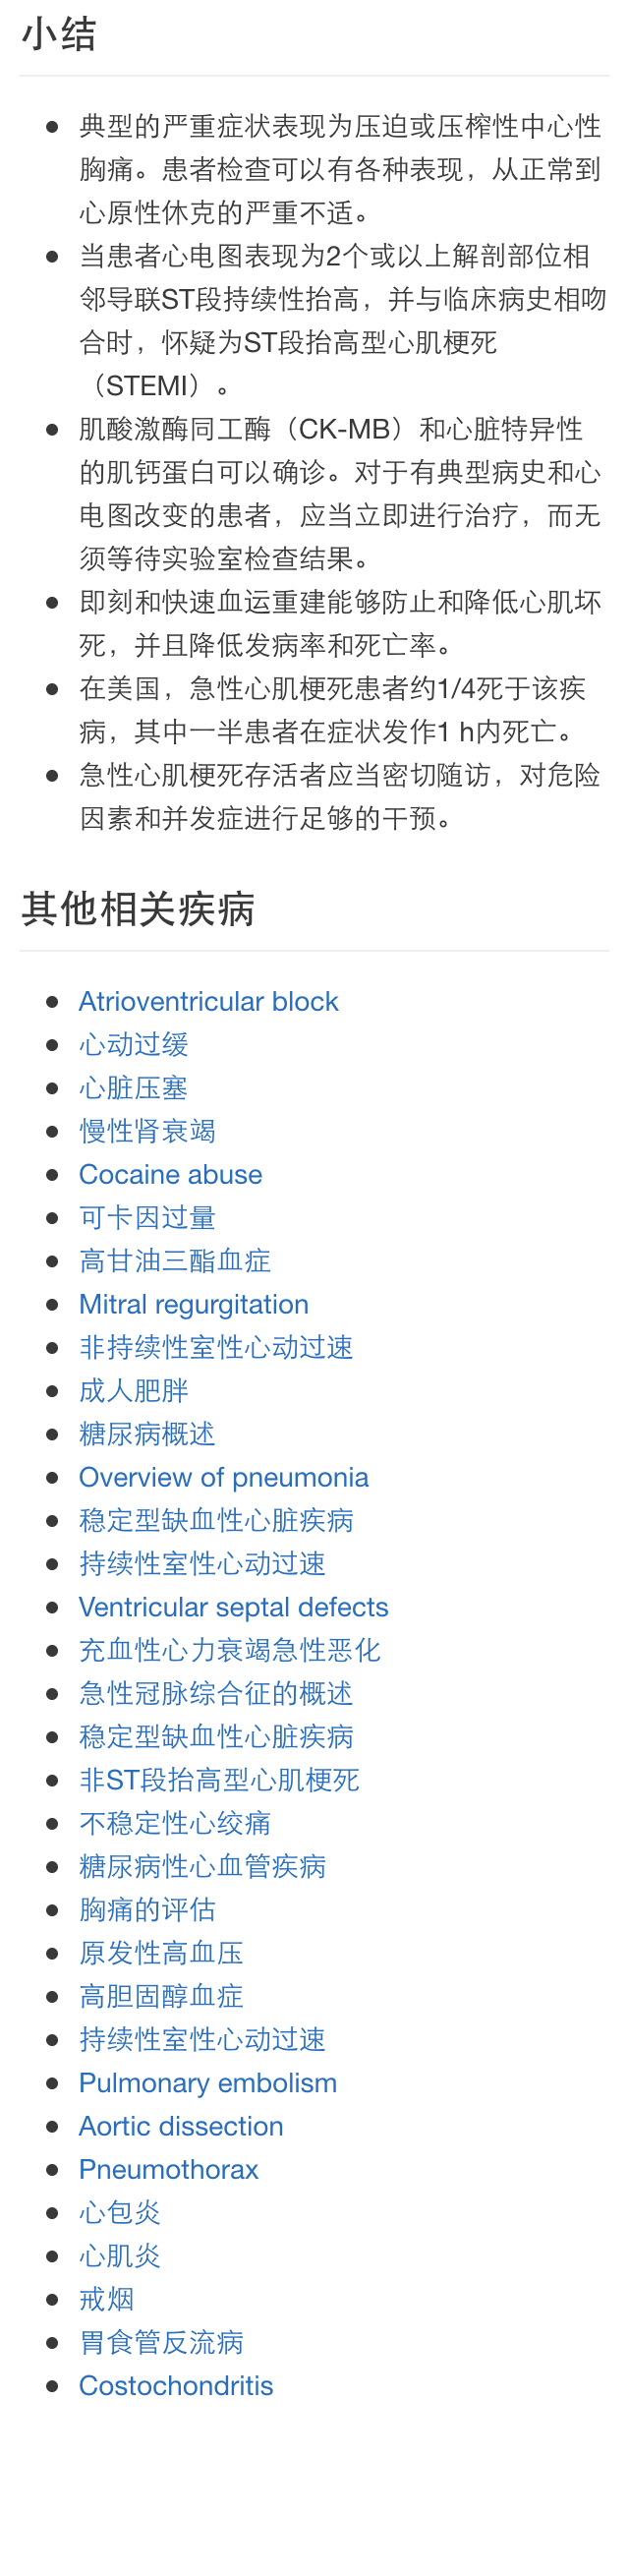 小结
典型的严重症状表现为压迫或压榨性中心性
胸痛。患者检查可以有各种表现，从正常到
心原性休克的严重不适。
当患者心电图表现为2个或以上解剖部位相
邻导联ST段持续性抬高，并与临床病史相吻
合时，怀疑为ST段抬高型心肌梗死
（STEMI）。
肌酸激酶同工酶（CK-MB）和心脏特异性
的肌钙蛋白可以确诊。对于有典型病史和心
电图改变的患者，应当立即进行治疗，而无
须等待实验室检查结果。
即刻和快速血运重建能够防止和降低心肌坏
死，并且降低发病率和死亡率。
在美国，急性心肌梗死患者约1/4死于该疾
病，其中一半患者在症状发作1 h内死亡。
急性心肌梗死存活者应当密切随访，对危险
因素和并发症进行足够的干预。
其他相关疾病
Atrioventricular block
心动过缓
心脏压塞
慢性肾衰竭
Cocaine abuse
可卡因过量
高甘油三酯血症
Mitral regurgitation
非持续性室性心动过速
成人肥胖
糖尿病概述
Overview of pneumonia
稳定型缺血性心脏疾病
持续性室性心动过速
Ventricular septal defects
充血性心力衰竭急性恶化
急性冠脉综合征的概述
稳定型缺血性心脏疾病
非ST段抬高型心肌梗死
不稳定性心绞痛
糖尿病性心血管疾病
胸痛的评估
原发性高血压
高胆固醇血症
持续性室性心动过速
Pulmonary embolism
Aortic dissection
Pneumothorax
心包炎
心肌炎
戒烟
胃食管反流病
Costochondritis